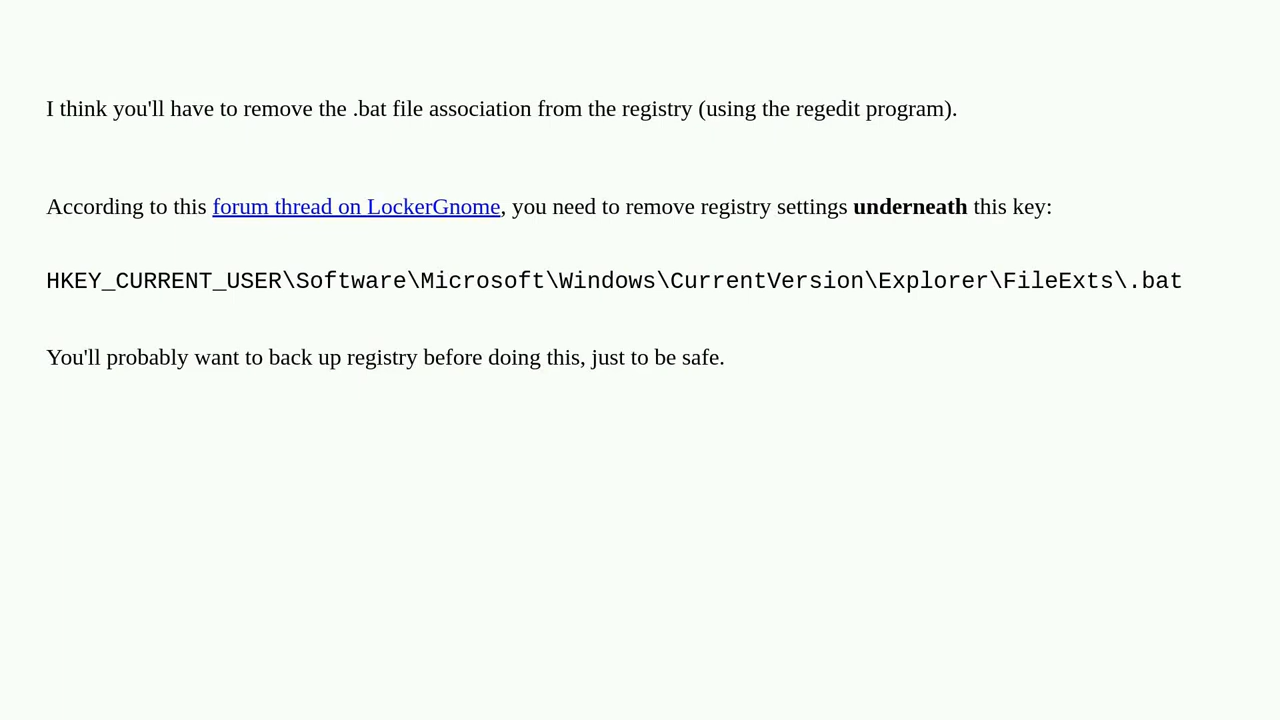 I think you'll have to remove the .bat file association from the registry (using the regedit program).
According to this forum thread on LockerGnome, you need to remove registry settings underneath this key:
HKEY_CURRENT_USER\Software\Microsoft\Windows\CurrentVersion\Explorer\FileExts\.bat
You'll probably want to back up registry before doing this, just to be safe.